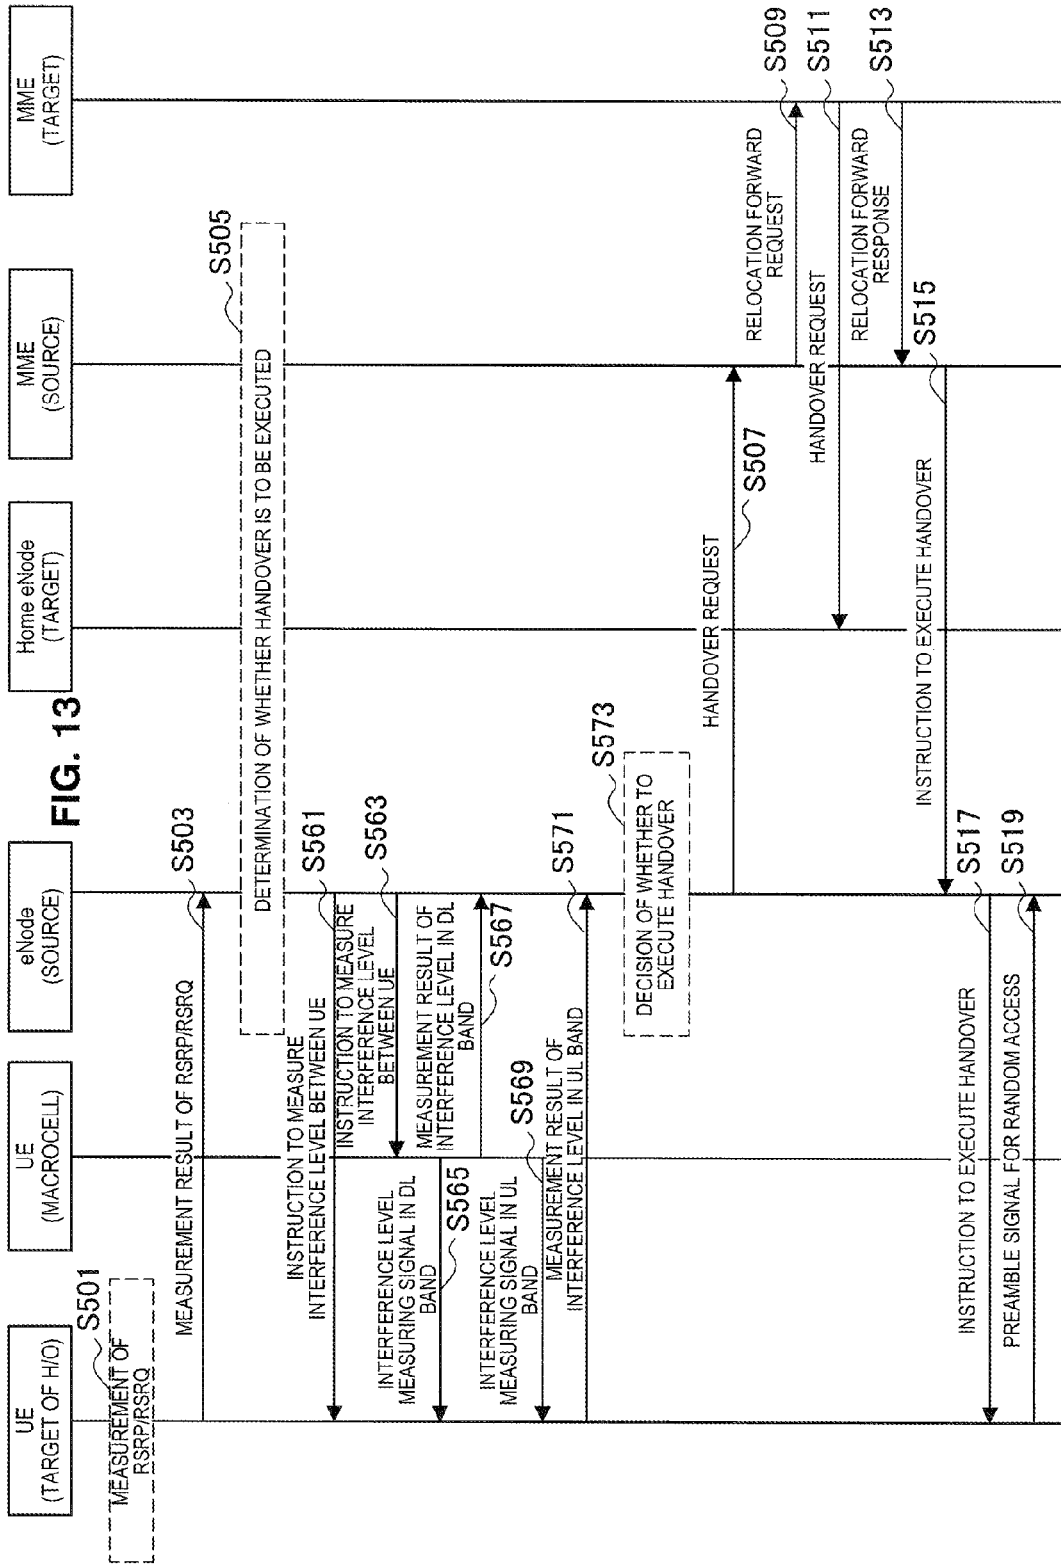 FIG. 13
UE
(TARGET OF H/O)
UE
(MACROCELL)
eNode
(SOURCE)
Home eNode
(TARGET)
MME
(SOURCE)
MME
(TARGET)
S501
MEASUREMENT OF
RSRP/RSRQ
MEASUREMENT RESULT OF RSRP/RSRQ
S503
S505
DETERMINATION OF WHETHER HANDOVER IS TO BE EXECUTED
INSTRUCTION TO MEASURE
INTERFERENCE LEVEL BETWEEN UE
S561
INSTRUCTION TO MEASURE
INTERFERENCE LEVEL
BETWEEN UE
S563
INTERFERENCE LEVEL
MEASURING SIGNAL IN DL
BAND
S565
MEASUREMENT RESULT OF
INTERFERENCE LEVEL IN DL
BAND
S567
INTERFERENCE LEVEL
MEASURING SIGNAL IN UL
BAND
S569
MEASUREMENT RESULT OF
INTERFERENCE LEVEL IN UL BAND
S571
S573
DECISION OF WHETHER TO
EXECUTE HANDOVER
HANDOVER REQUEST
S507
RELOCATION FORWARD
REQUEST
S509
HANDOVER REQUEST
S511
RELOCATION FORWARD
RESPONSE
S513
INSTRUCTION TO EXECUTE HANDOVER
S515
INSTRUCTION TO EXECUTE HANDOVER
S517
PREAMBLE SIGNAL FOR RANDOM ACCESS
S519